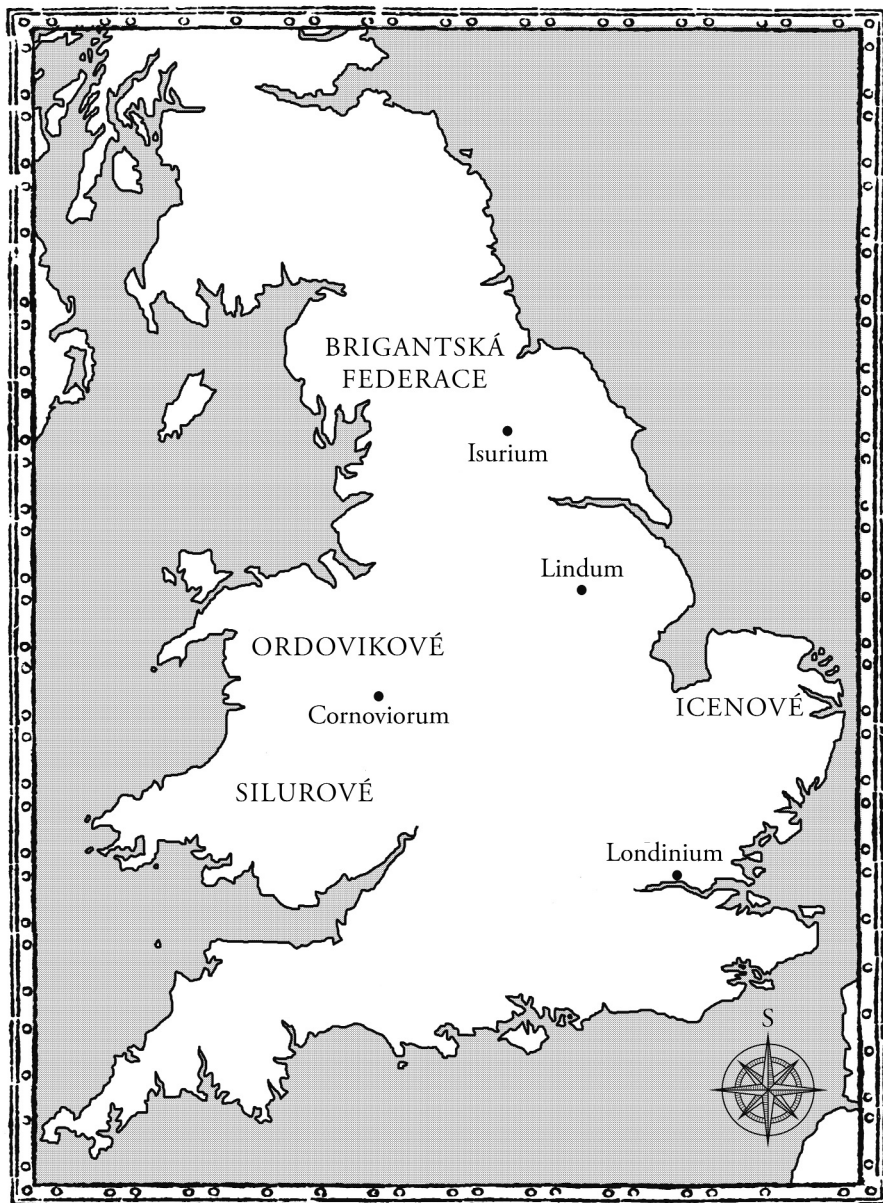 BRIGANTSKÁ
FEDERACE
Isurium
Lindum
ORDOVIKOVÉ
Cornoviorum
ICENOVÉ
SILUROVÉ
Londinium
S